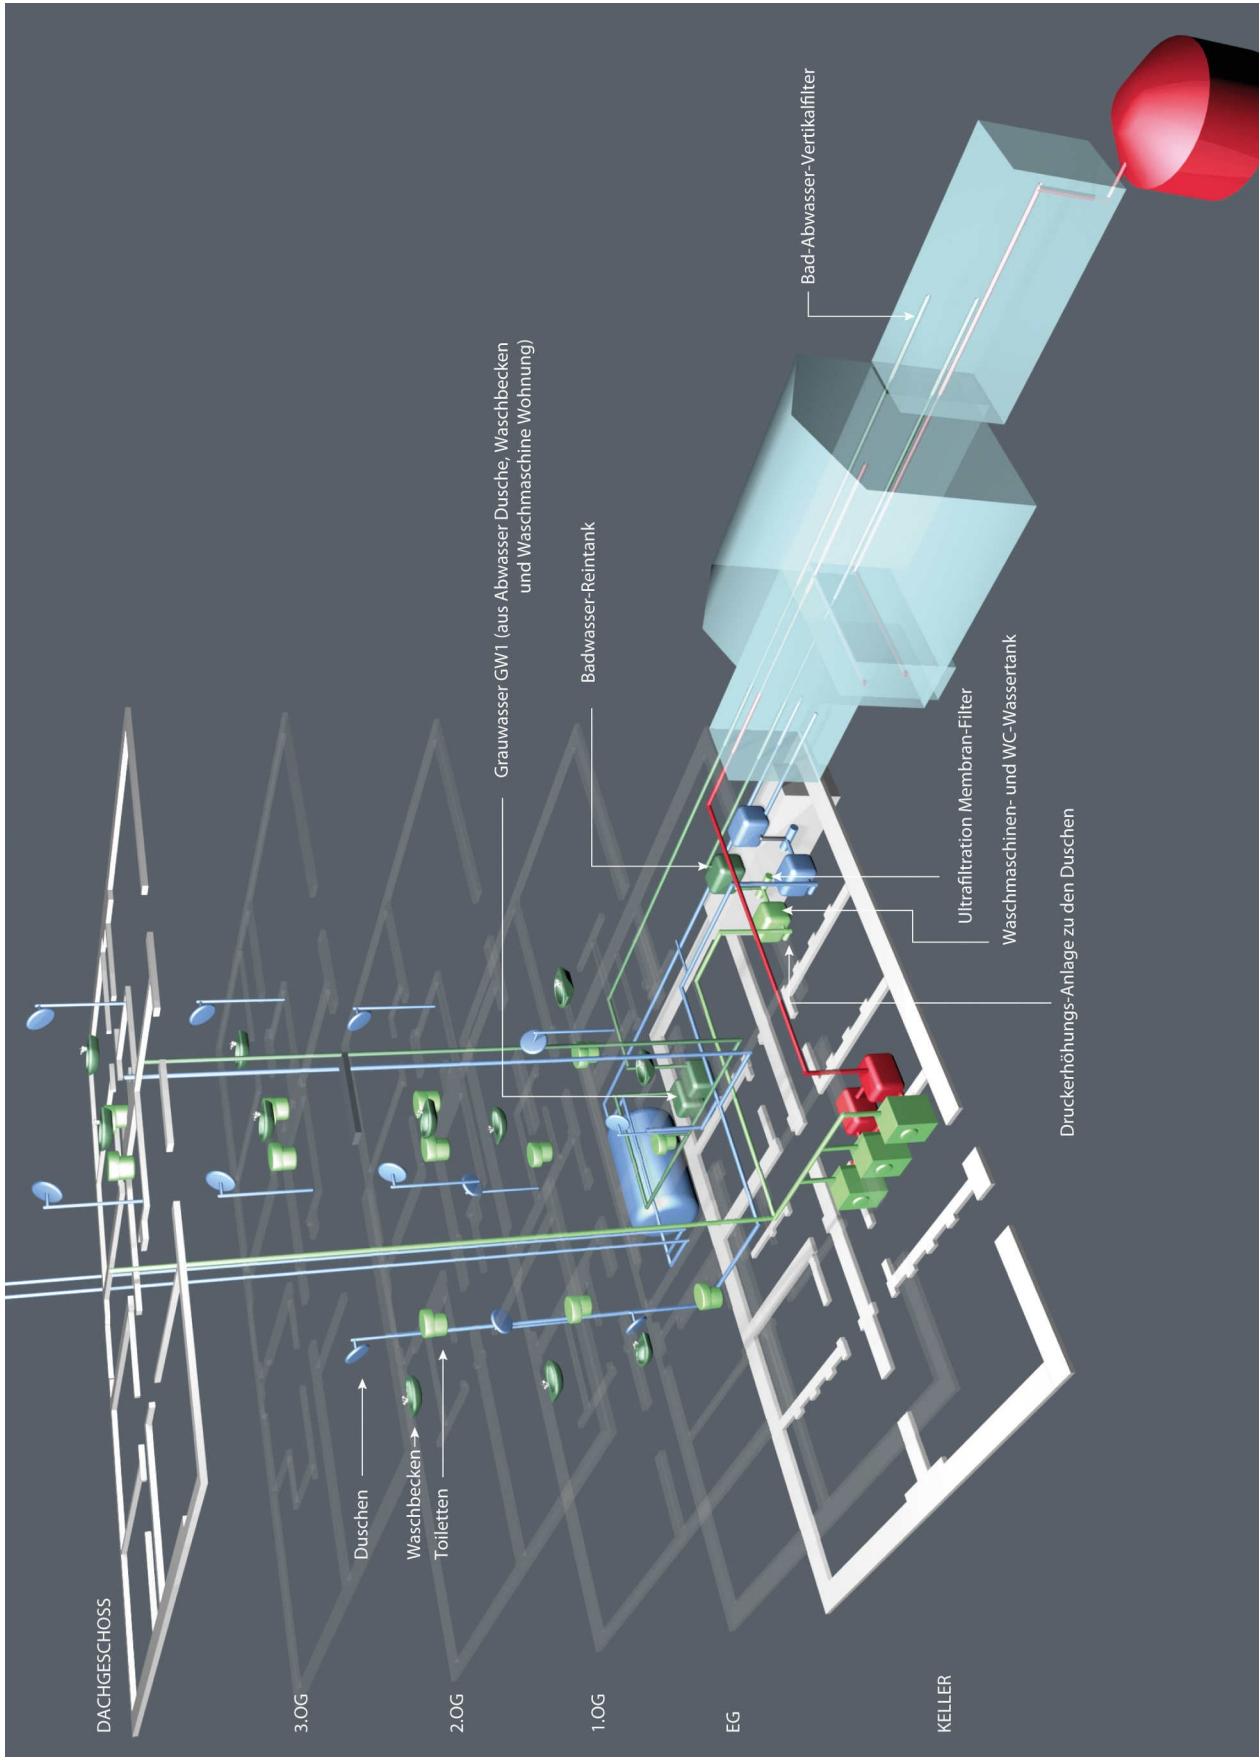 DACHGESCHOSS
3.OG
2.OG
1.OG
EG
KELLER
Duschen
Waschbecken
Toiletten
Grauwasser GW1 (aus Abwasser Dusche, Waschbecken
und Waschmaschine Wohnung)
Badwasser-Reintank
Bad-Abwasser-Vertikalfilter
Ultrafiltration Membran-Filter
Waschmaschinen- und WC-Wassertank
Druckerhöhungs-Anlage zu den Duschen